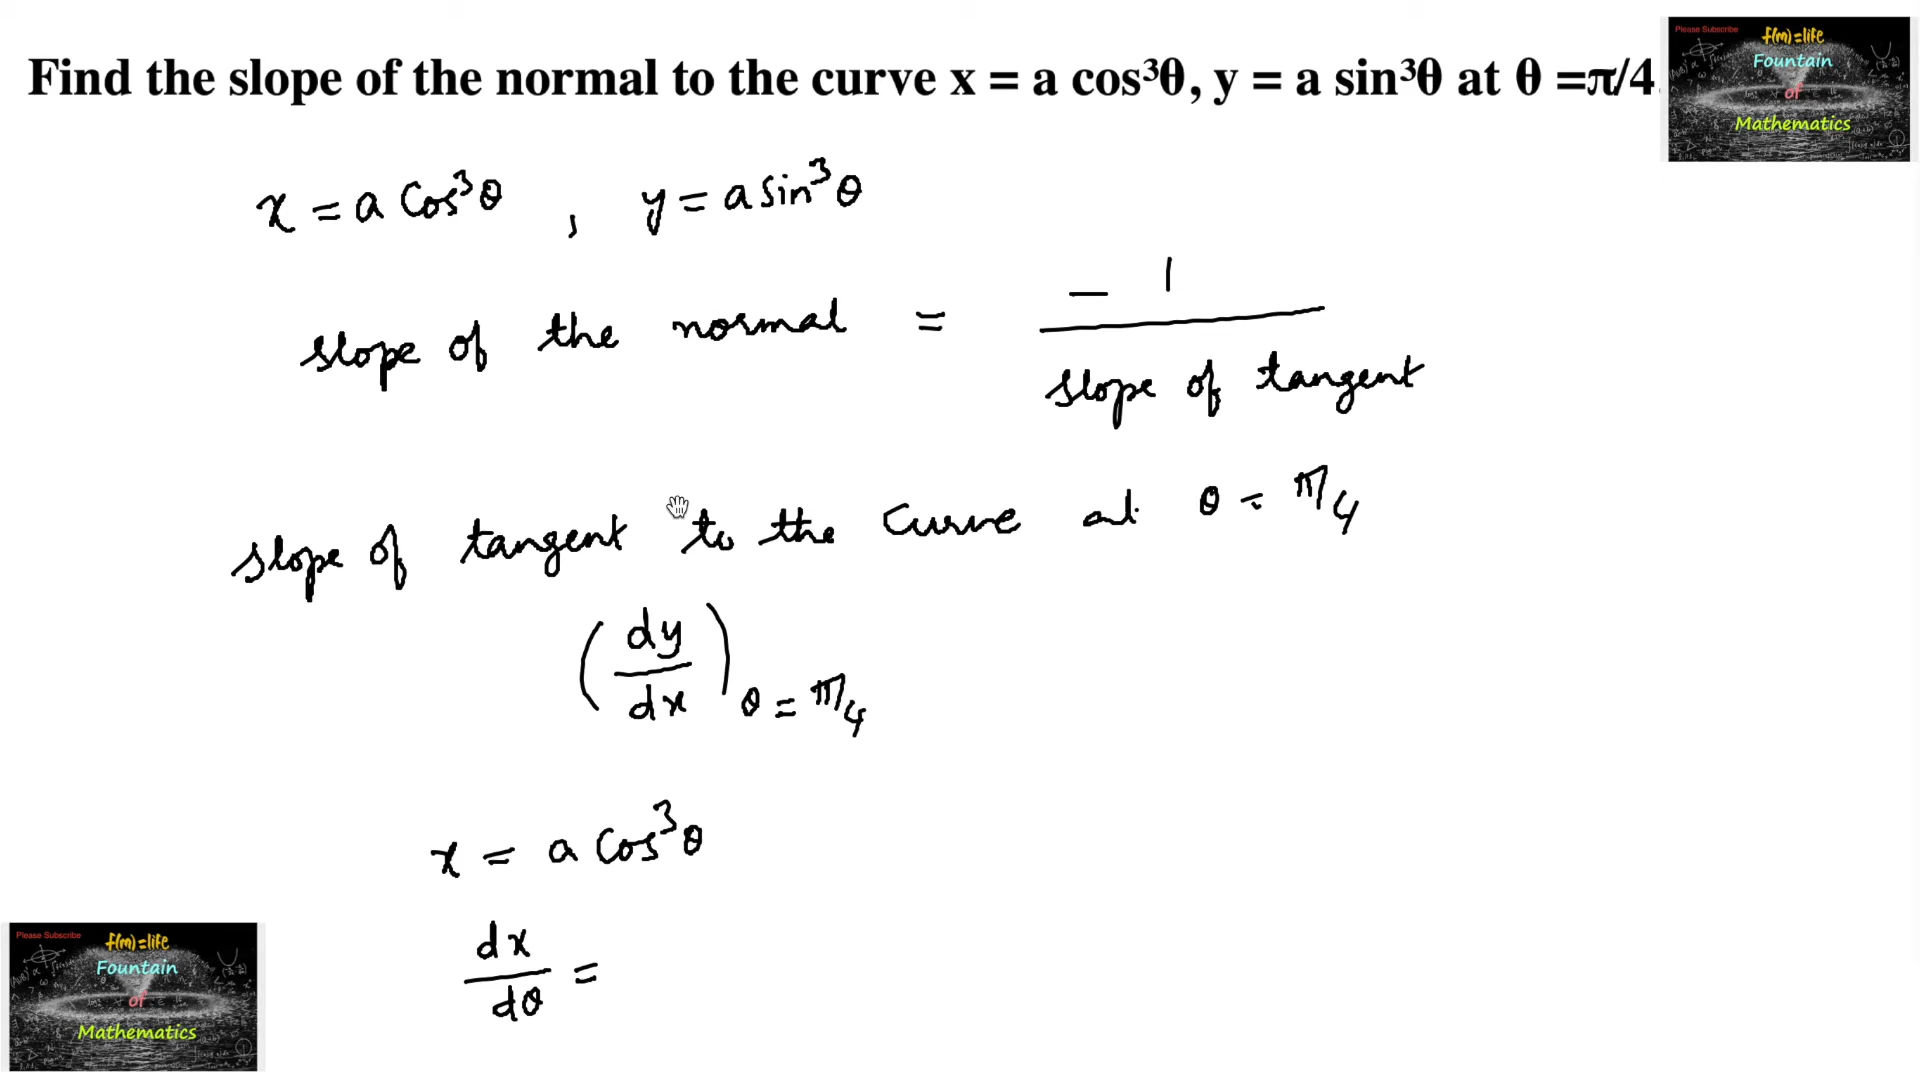 Find the slope of the normal to the curve x = a cos³θ, y = a sin³θ at θ =π/4
Please Subscribe
f(m)=life
Fountain
of
Mathematics
x = a Cos³θ , y = a sin³θ
slope of the normal = − 1
slope of tangent
slope of tangent to the curve at θ = π/4
(dy/dx) θ = π/4
x = a Cos³θ
dx/dθ =
Please Subscribe
f(m)=life
Fountain
of
Mathematics